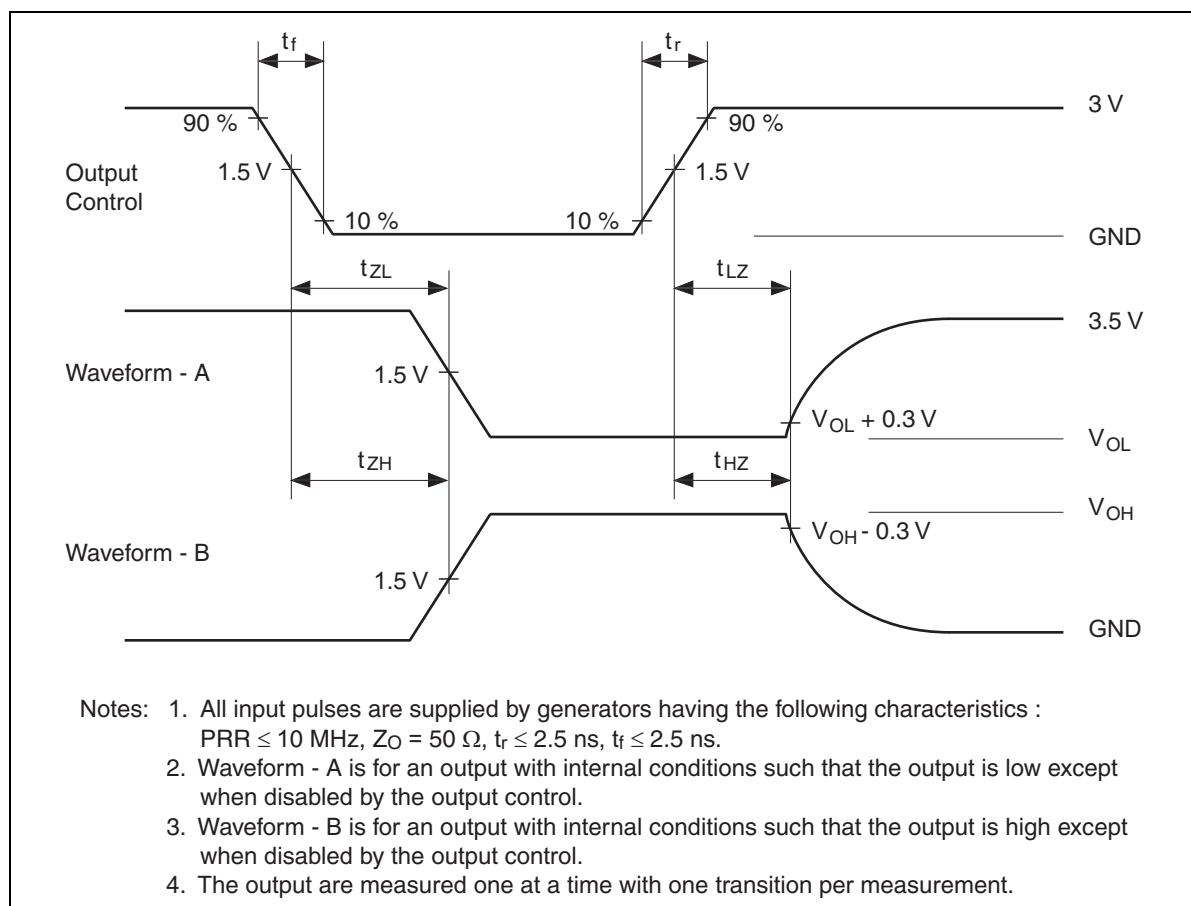 tf
tr
3 V
90 %
90 %
Output
Control
1.5 V
1.5 V
10 %
10 %
GND
tZL
tLZ
3.5 V
Waveform - A
1.5 V
VOL + 0.3 V
VOL
tZH
tHZ
VOH
VOH - 0.3 V
Waveform - B
1.5 V
GND
Notes: 1. All input pulses are supplied by generators having the following characteristics :
PRR ≤ 10 MHz, ZO = 50 Ω, tr ≤ 2.5 ns, tf ≤ 2.5 ns.
2. Waveform - A is for an output with internal conditions such that the output is low except
when disabled by the output control.
3. Waveform - B is for an output with internal conditions such that the output is high except
when disabled by the output control.
4. The output are measured one at a time with one transition per measurement.